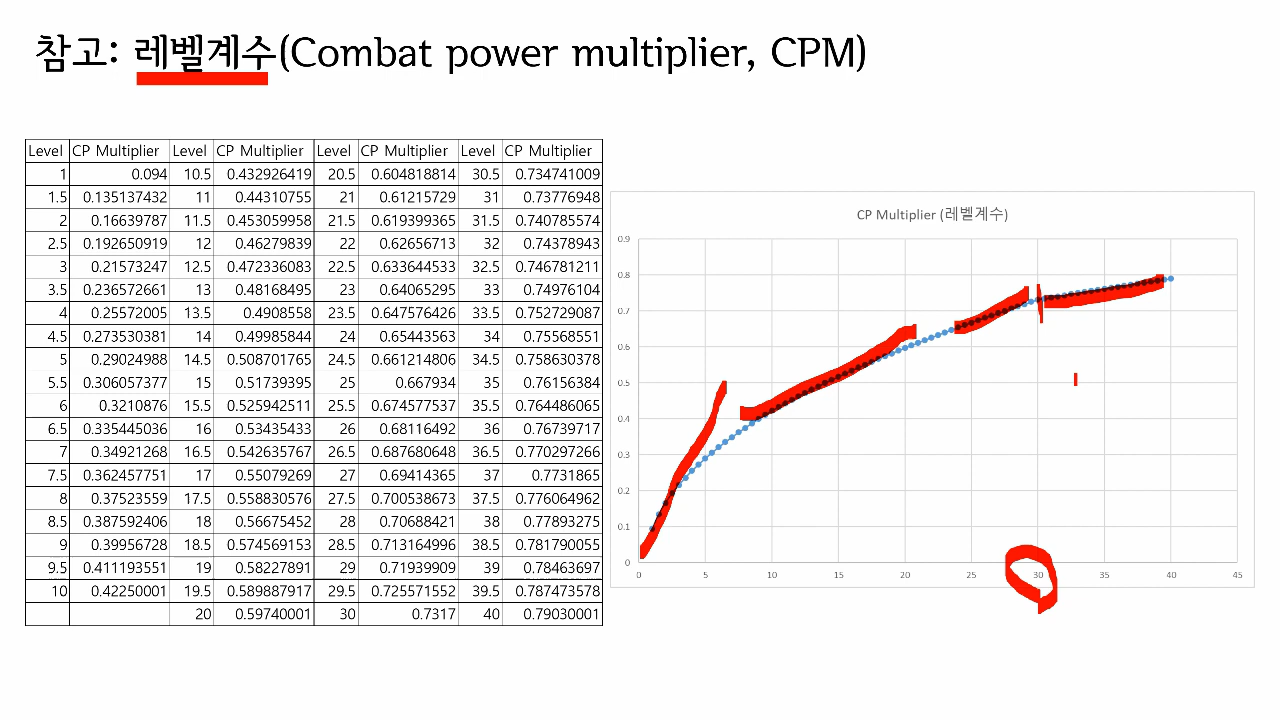 참고: 레벨계수(Combat power multiplier, CPM)
Level CP Multiplier Level CP Multiplier Level CP Multiplier Level CP Multiplier
1 0.094 10.5 0.432926419 20.5 0.604818814 30.5 0.734741009
1.5 0.135137432 11 0.44310755 21 0.61215729 31 0.73776948
2 0.16639787 11.5 0.453059958 21.5 0.619399365 31.5 0.740785574
2.5 0.192650919 12 0.46279839 22 0.62656713 32 0.74378943
3 0.21573247 12.5 0.472336083 22.5 0.633644533 32.5 0.746781211
3.5 0.236572661 13 0.48168495 23 0.64065295 33 0.74976104
4 0.25572005 13.5 0.4908558 23.5 0.647576426 33.5 0.752729087
4.5 0.273530381 14 0.49985844 24 0.65443563 34 0.75568551
5 0.29024988 14.5 0.508701765 24.5 0.661214806 34.5 0.758630378
5.5 0.306057377 15 0.51739395 25 0.667934 35 0.76156384
6 0.3210876 15.5 0.525942511 25.5 0.674577537 35.5 0.764486065
6.5 0.335445036 16 0.53435433 26 0.68116492 36 0.76739717
7 0.34921268 16.5 0.542635767 26.5 0.687680648 36.5 0.770297266
7.5 0.362457751 17 0.55079269 27 0.69414365 37 0.7731865
8 0.37523559 17.5 0.558830576 27.5 0.700538673 37.5 0.776064962
8.5 0.387592406 18 0.56675452 28 0.70688421 38 0.77893275
9 0.39956728 18.5 0.574569153 28.5 0.713164996 38.5 0.781790055
9.5 0.411193551 19 0.58227891 29 0.71939909 39 0.78463697
10 0.42250001 19.5 0.589887917 29.5 0.725571552 39.5 0.787473578
20 0.59740001 30 0.7317 40 0.79030001
CP Multiplier (레벨계수)
0.9
0.8
0.7
0.6
0.5
0.4
0.3
0.2
0.1
0
0 5 10 15 20 25 30 35 40 45